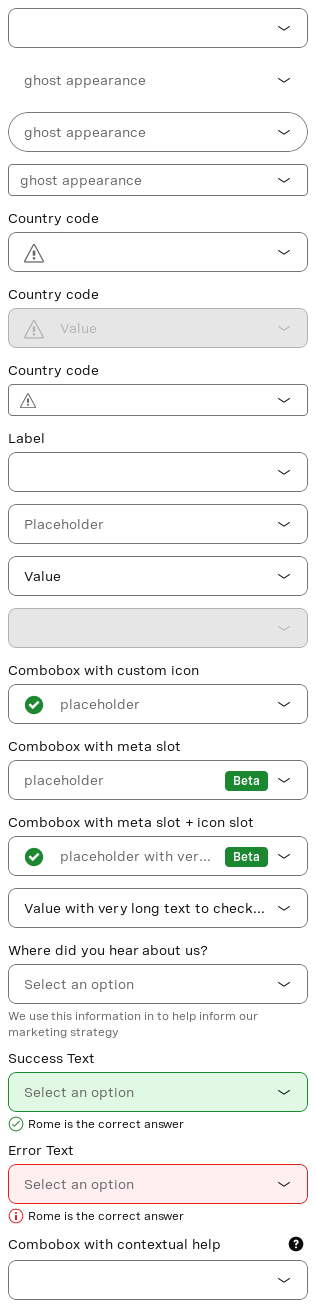 ghost appearance
ghost appearance
ghost appearance
Country code
Country code
Value
Country code
Label
Placeholder
Value
Combobox with custom icon
placeholder
Combobox with meta slot
placeholder Beta
Combobox with meta slot + icon slot
placeholder with ver... Beta
Value with very long text to check...
Where did you hear about us?
Select an option
We use this information in to help inform our
marketing strategy
Success Text
Select an option
Rome is the correct answer
Error Text
Select an option
Rome is the correct answer
Combobox with contextual help